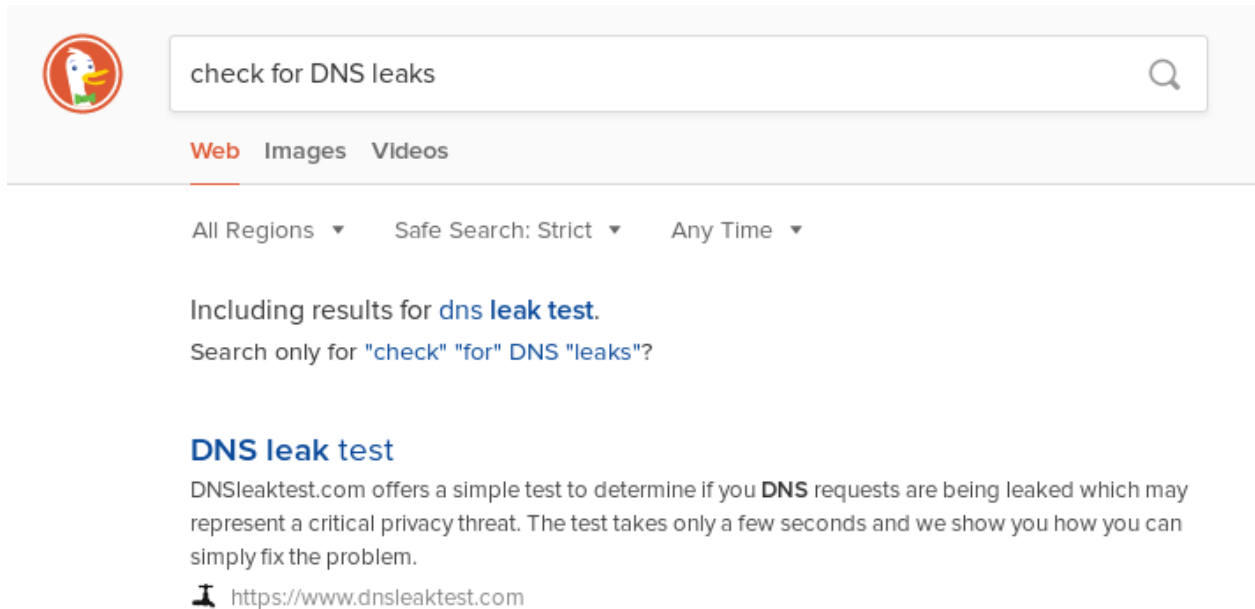 check for DNS leaks
Web Images Videos
All Regions Safe Search: Strict Any Time
Including results for dns leak test.
Search only for "check" "for" DNS "leaks"?
DNS leak test
DNSleaktest.com offers a simple test to determine if you DNS requests are being leaked which may
represent a critical privacy threat. The test takes only a few seconds and we show you how you can
simply fix the problem.
https://www.dnsleaktest.com